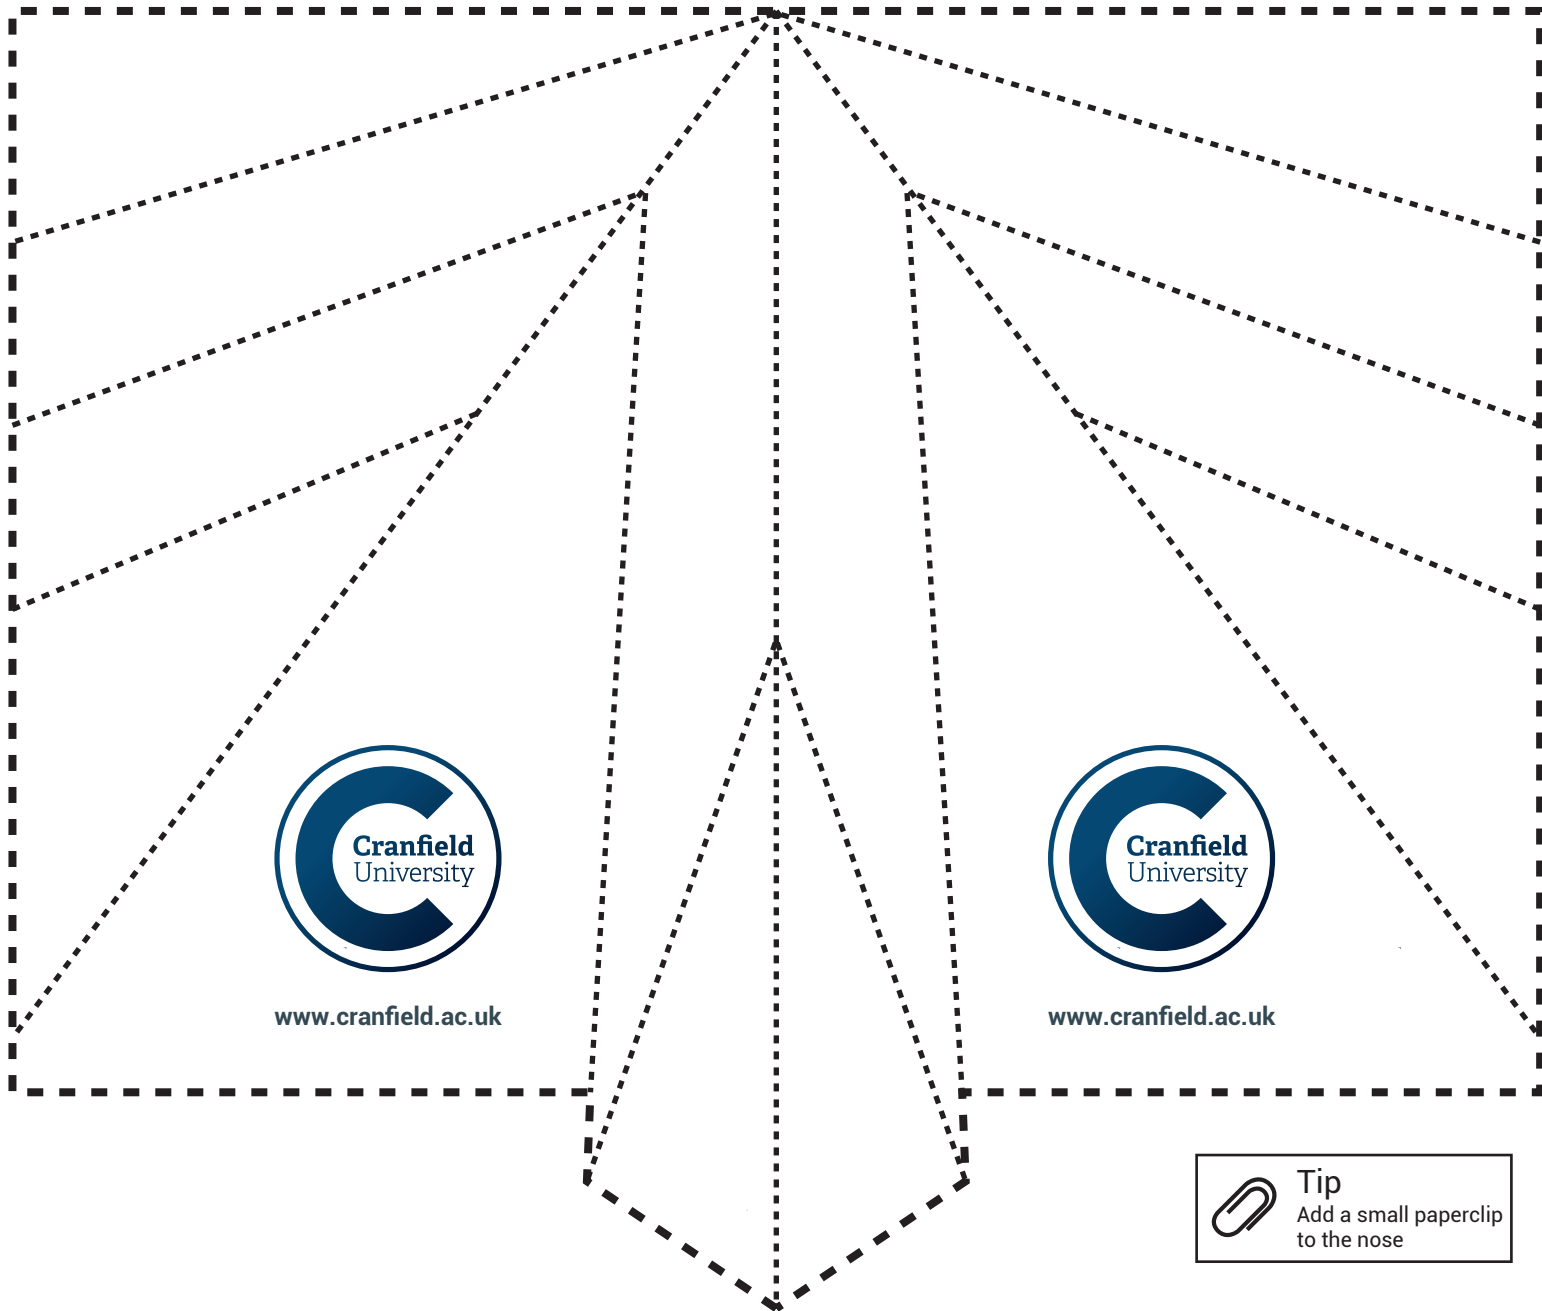 Cranfield
University
www.cranfield.ac.uk
Cranfield
University
www.cranfield.ac.uk
Tip
Add a small paperclip
to the nose